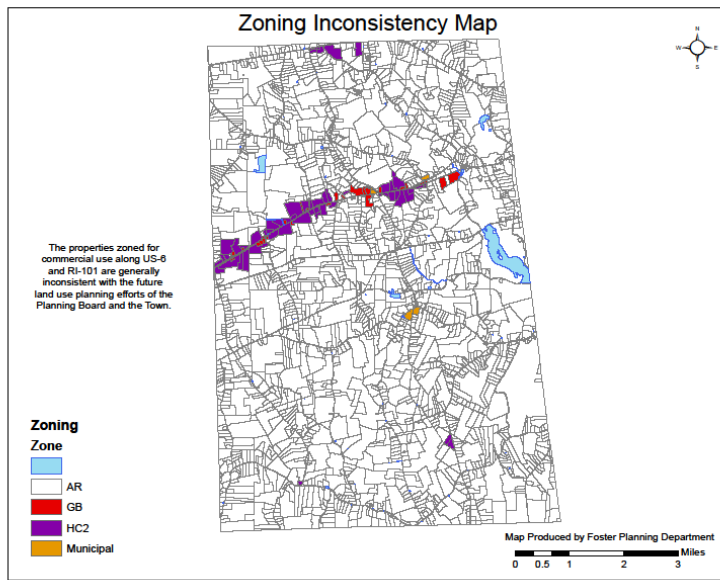 Zoning Inconsistency Map
N
W
E
S
The properties zoned for
commercial use along US-6
and RI-101 are generally
inconsistent with the future
land use planning efforts of the
Planning Board and the Town.
Zoning
Zone
AR
GB
HC2
Municipal
Map Produced by Foster Planning Department
Miles
0 0.5 1 2 3